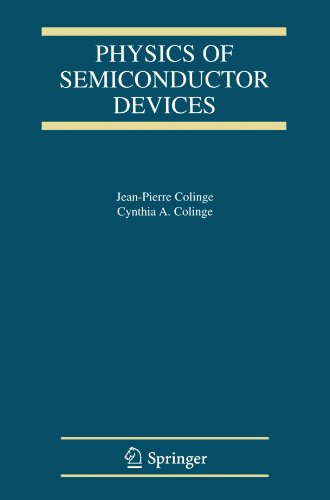 PHYSICS OF
SEMICONDUCTOR
DEVICES
Jean-Pierre Colinge
Cynthia A. Colinge
Springer